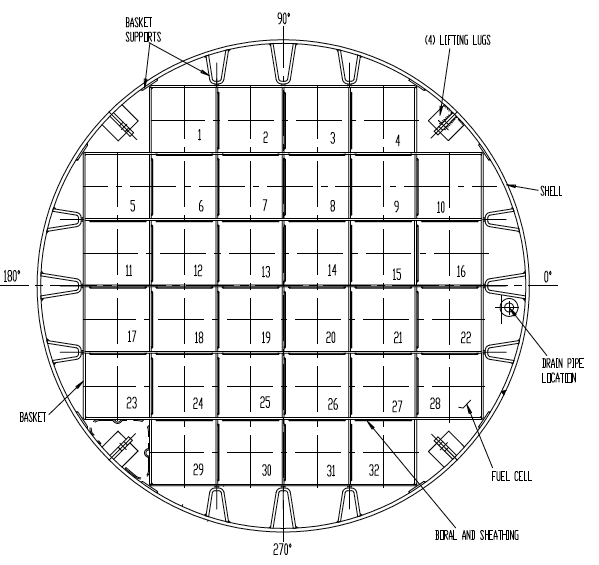 90°
BASKET
SUPPORTS
(4) LIFTING LUGS
1 2 3 4
SHELL
5 6 7 8 9 10
11 12 13 14 15 16
180°
0°
17 18 19 20 21 22
DRAIN PIPE
LOCATION
23 24 25 26 27 28
BASKET
FUEL CELL
29 30 31 32
BORAL AND SHEATHING
270°